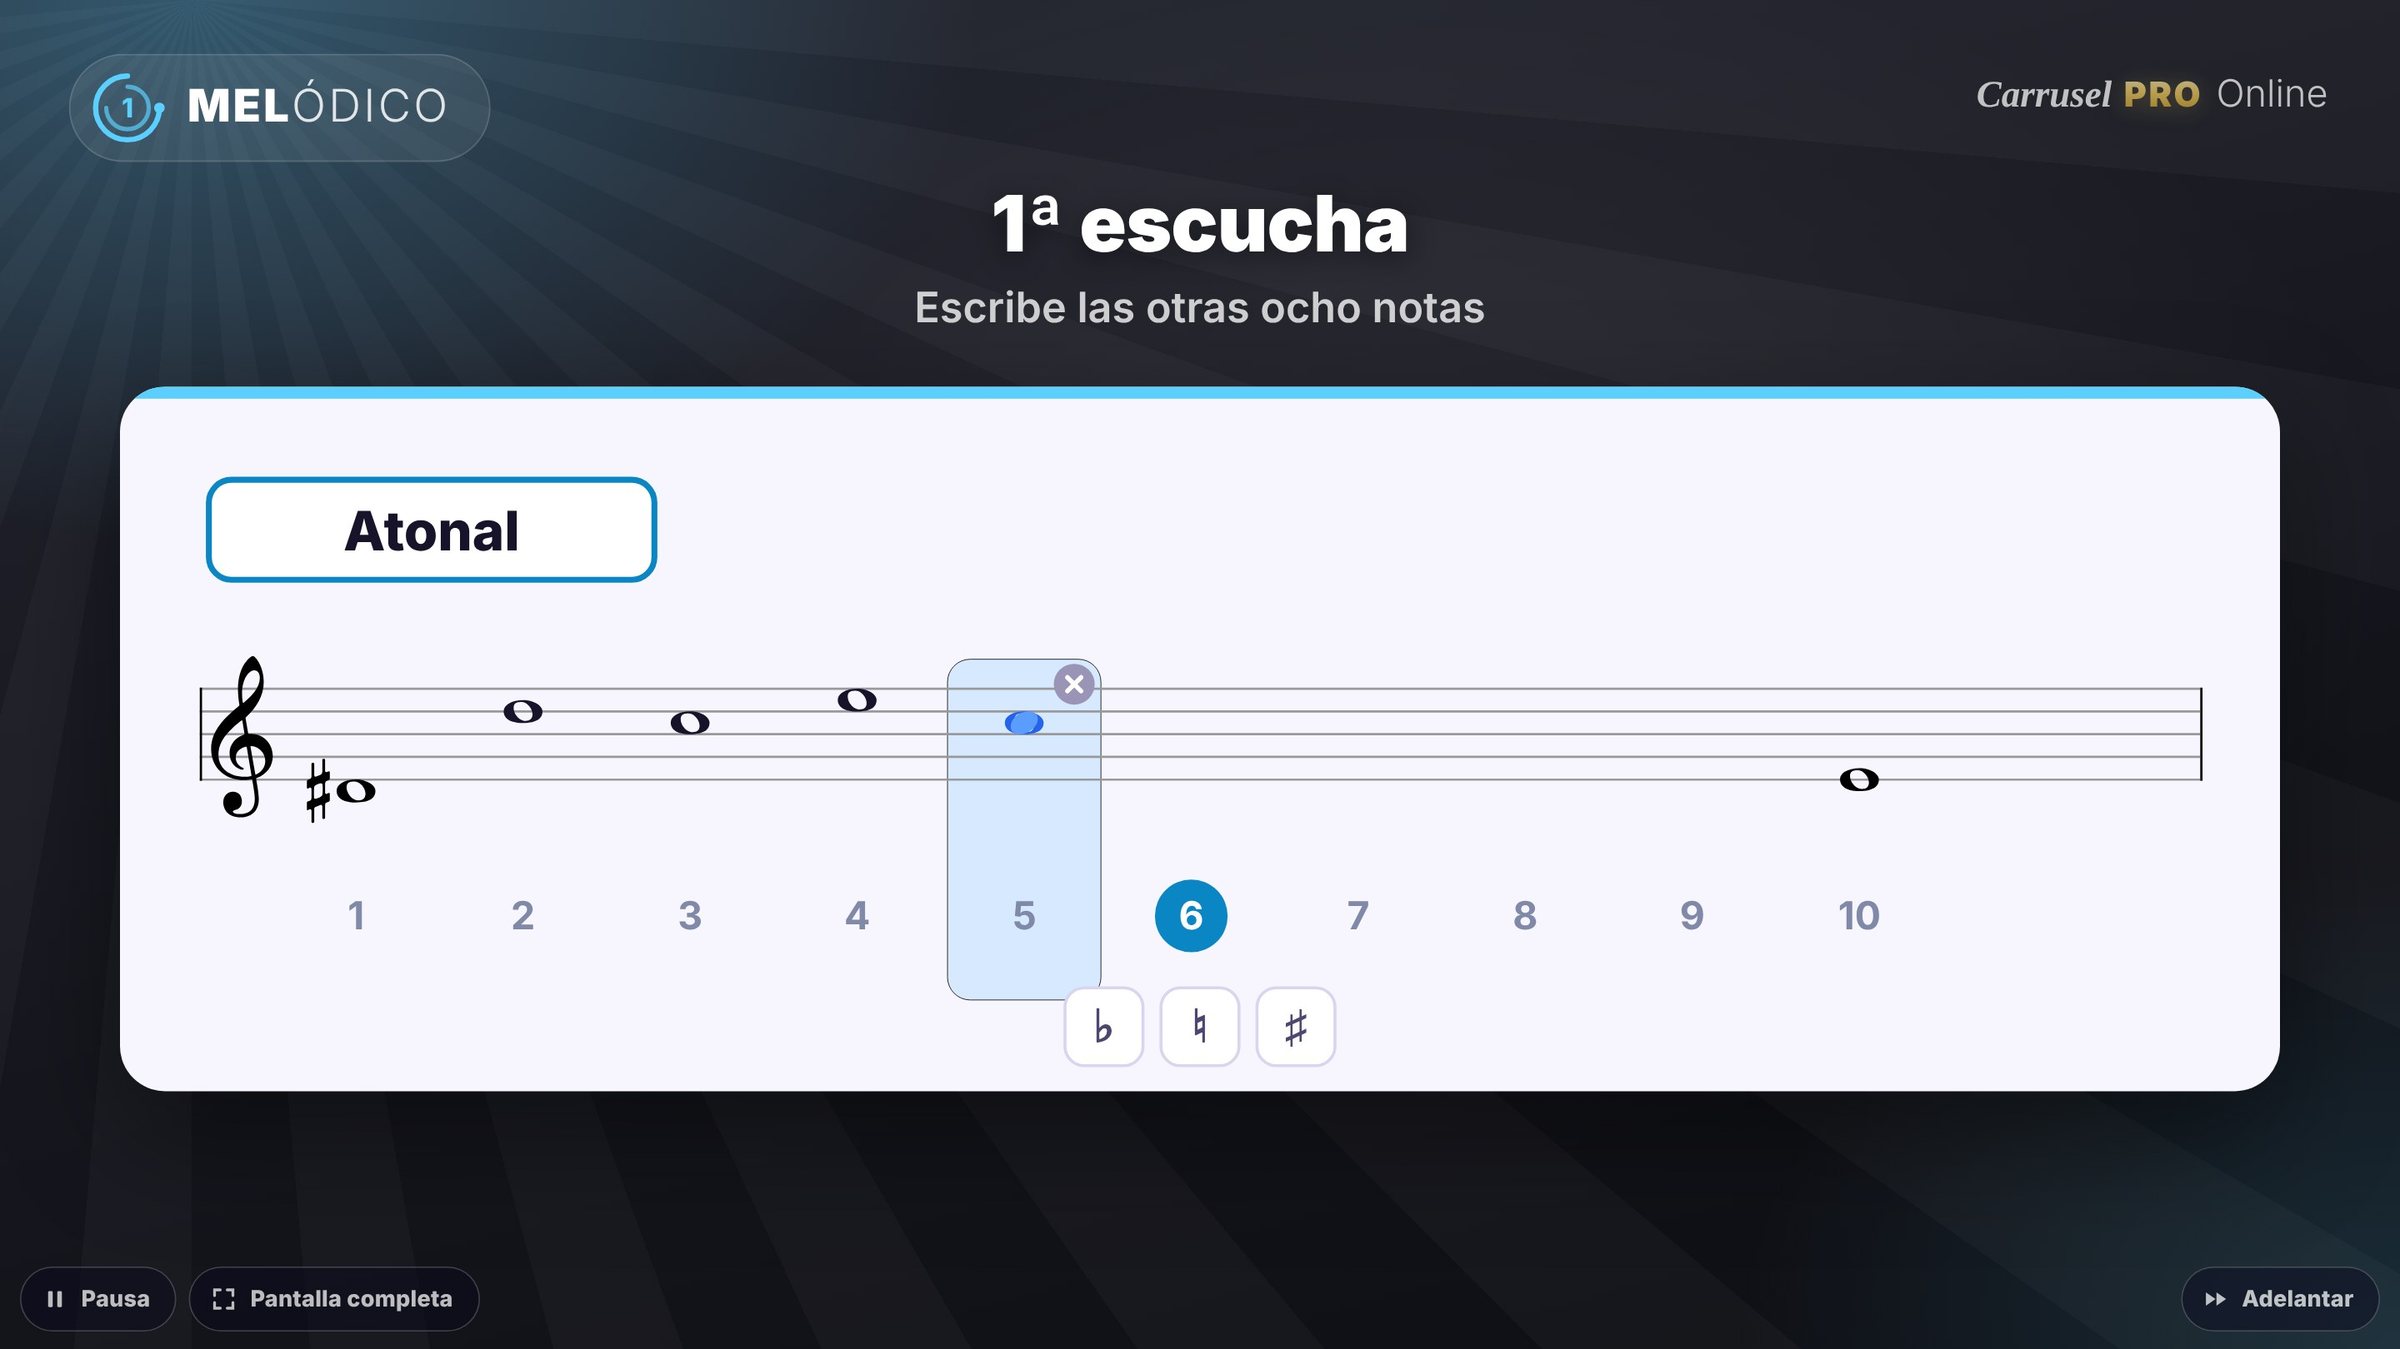 1 MELÓDICO
Carrusel PRO Online
1ª escucha
Escribe las otras ocho notas
Atonal
1 2 3 4 5 6 7 8 9 10
♭ ♮ ♯
Pausa
Pantalla completa
Adelantar